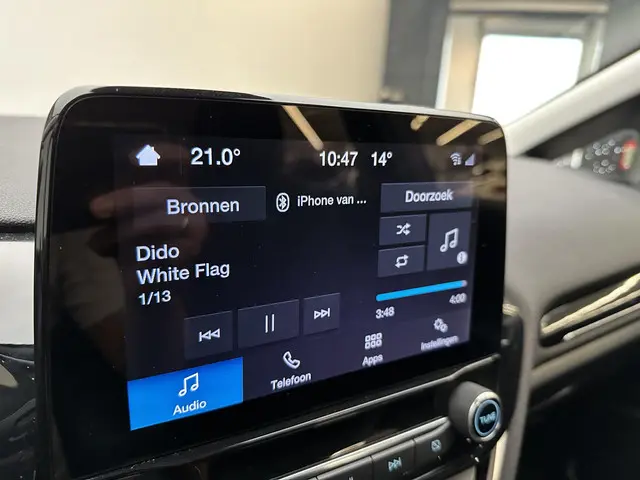 21.0° 10:47 14°
Bronnen iPhone van ... Doorzoek
Dido
White Flag
1/13
3:48 4:00
Audio Telefoon Apps Instellingen
TUNE